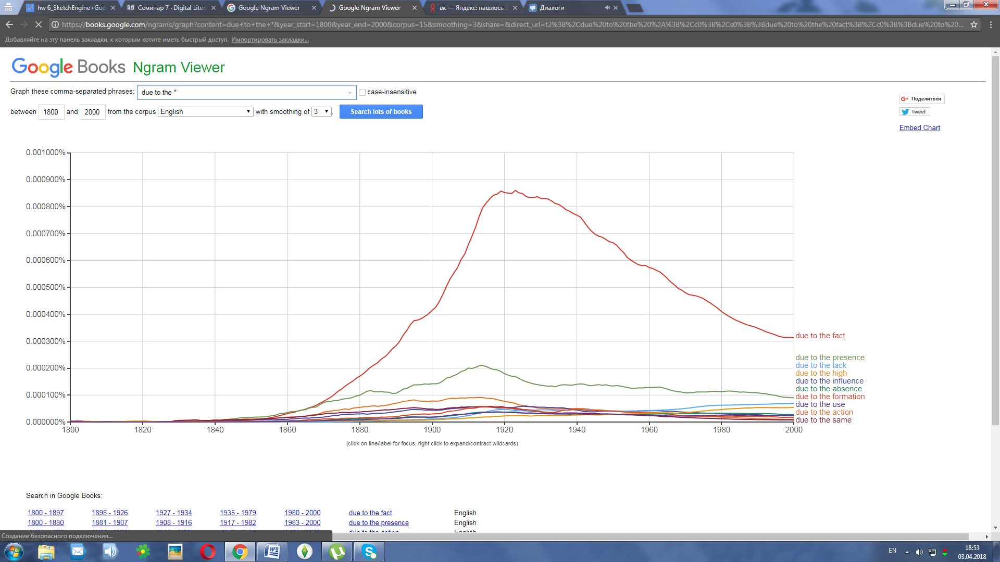 hw 6_SketchEngine+Goo
Семинар 7 · Digital Litera
Google Ngram Viewer
Google Ngram Viewer
вк — Яндекс: нашлось 1
Диалоги
https://books.google.com/ngrams/graph?content=due+to+the+*&year_start=1800&year_end=2000&corpus=15&smoothing=3&share=&direct_url=t2%3B%2Cdue%20to%20the%20%2A%3B%2Cc0%3B%2Cs0%3B%3Bdue%20to%20the%20fact%3B%2Cc0%3B%3Bdue%20to%20...
Добавляйте на эту панель закладки, к которым хотите иметь быстрый доступ. Импортировать закладки...
Google Books Ngram Viewer
Graph these comma-separated phrases: due to the * case-insensitive
between 1800 and 2000 from the corpus English with smoothing of 3 . Search lots of books
G+ Поделиться
Tweet
Embed Chart
0.001000%
0.000900%
0.000800%
0.000700%
0.000600%
0.000500%
0.000400%
0.000300%
0.000200%
0.000100%
0.000000%
due to the fact
due to the presence
due to the lack
due to the high
due to the influence
due to the absence
due to the formation
due to the use
due to the action
due to the same
1800 1820 1840 1860 1880 1900 1920 1940 1960 1980 2000
(click on line/label for focus, right click to expand/contract wildcards)
Search in Google Books:
1800 - 1897 1898 - 1926 1927 - 1934 1935 - 1979 1980 - 2000 due to the fact English
1800 - 1880 1881 - 1907 1908 - 1916 1917 - 1982 1983 - 2000 due to the presence English
due to the action English
Создание безопасного подключения...
EN
18:53
03.04.2018